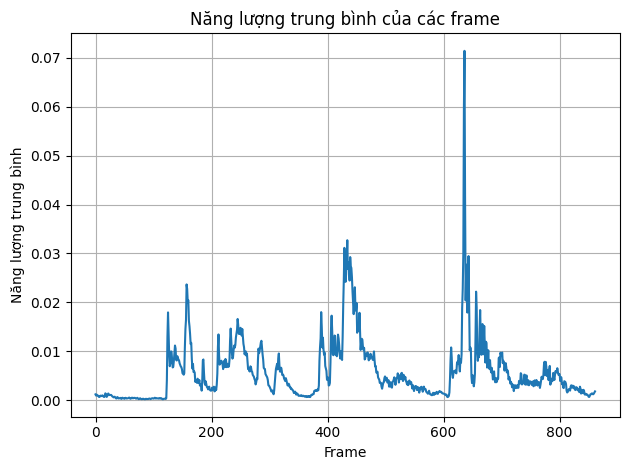 Năng lượng trung bình của các frame
Năng lượng trung bình
0.07
0.06
0.05
0.04
0.03
0.02
0.01
0.00
0 200 400 600 800
Frame